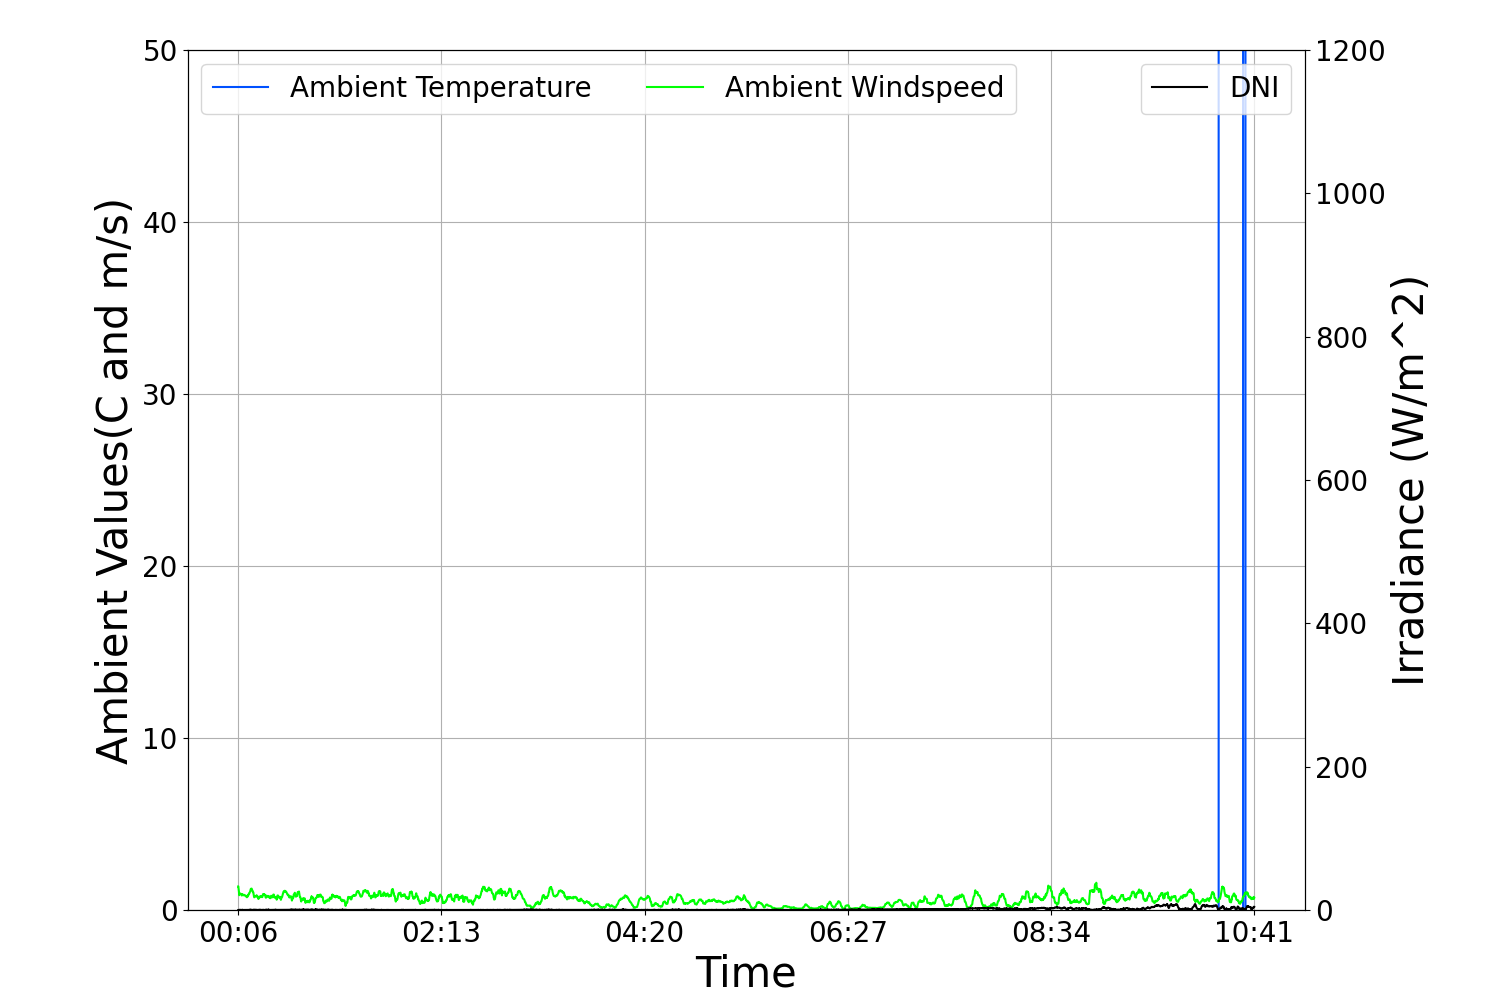 Ambient Temperature
Ambient Windspeed
DNI
Ambient Values(C and m/s)
50
40
30
20
10
0
1200
1000
800
600
400
200
0
Irradiance (W/m^2)
00:06 02:13 04:20 06:27 08:34 10:41
Time